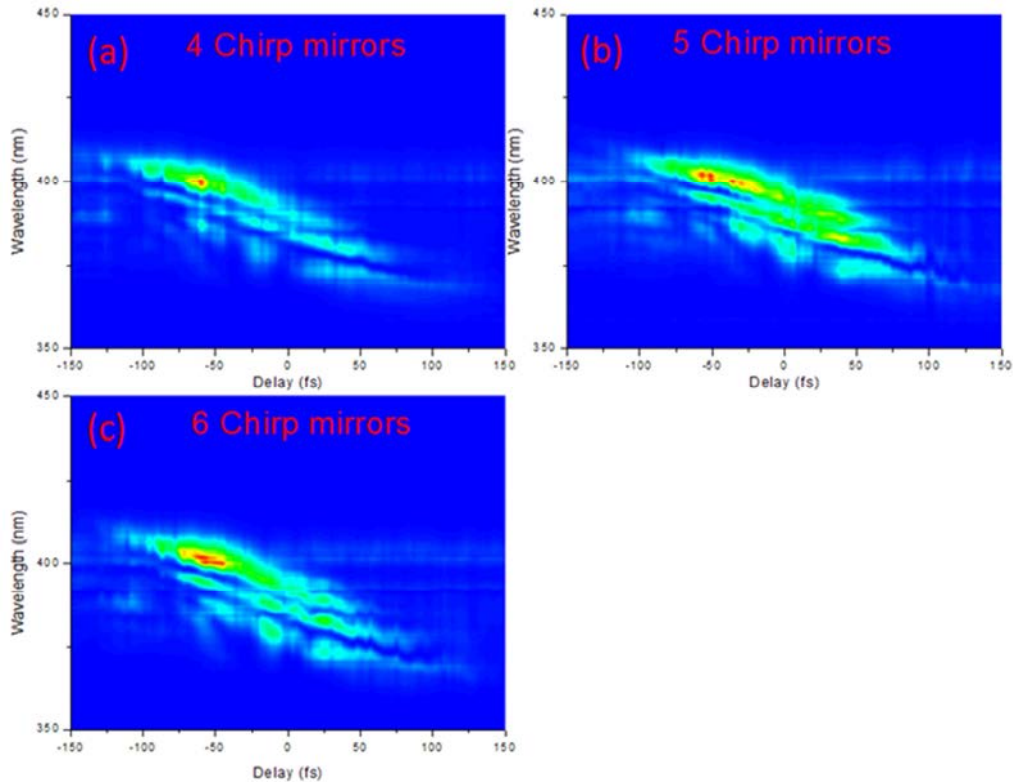 (a) 4 Chirp mirrors
450
400
350
Wavelength (nm)
-150 -100 -50 0 50 100 150
Delay (fs)
(b) 5 Chirp mirrors
450
400
350
Wavelength (nm)
-150 -100 -50 0 50 100 150
Delay (fs)
(c) 6 Chirp mirrors
450
400
350
Wavelength (nm)
-150 -100 -50 0 50 100 150
Delay (fs)